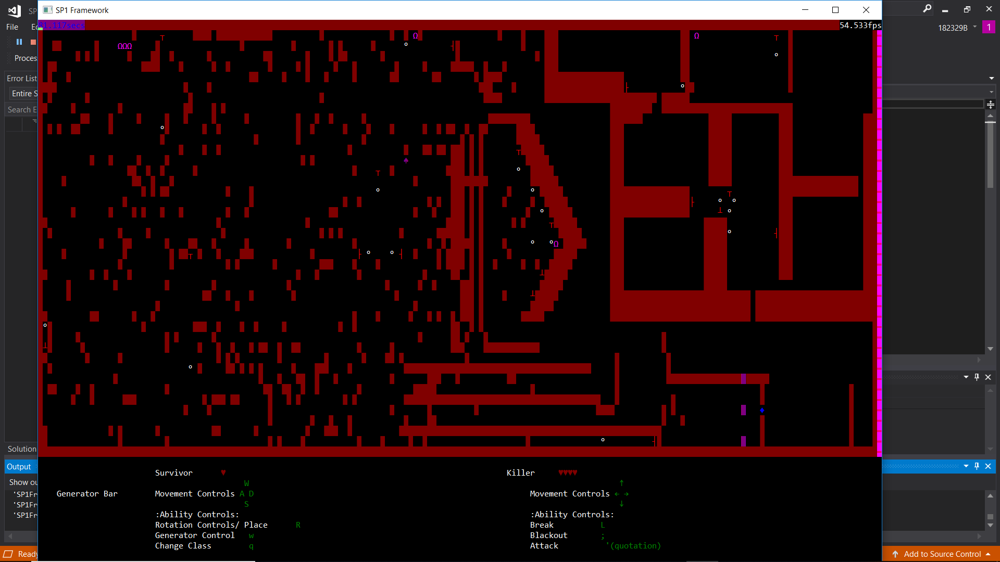 SP1 Framework
SP
182329B
1
File
Ed
81.117secs
54.533fps
Proces
Error List
Entire S
Search E
Solution
Output
Show ou
'SP1Fr
'SP1Fr
'SP1Fr
Survivor ♥
Killer ♥♥♥♥
W
↑
Generator Bar
Movement Controls A D
Movement Controls ← →
S
↓
:Ability Controls:
:Ability Controls:
Rotation Controls/ Place R
Break L
Generator Control w
Blackout ;
Change Class q
Attack '(quotation)
Ready
Add to Source Control